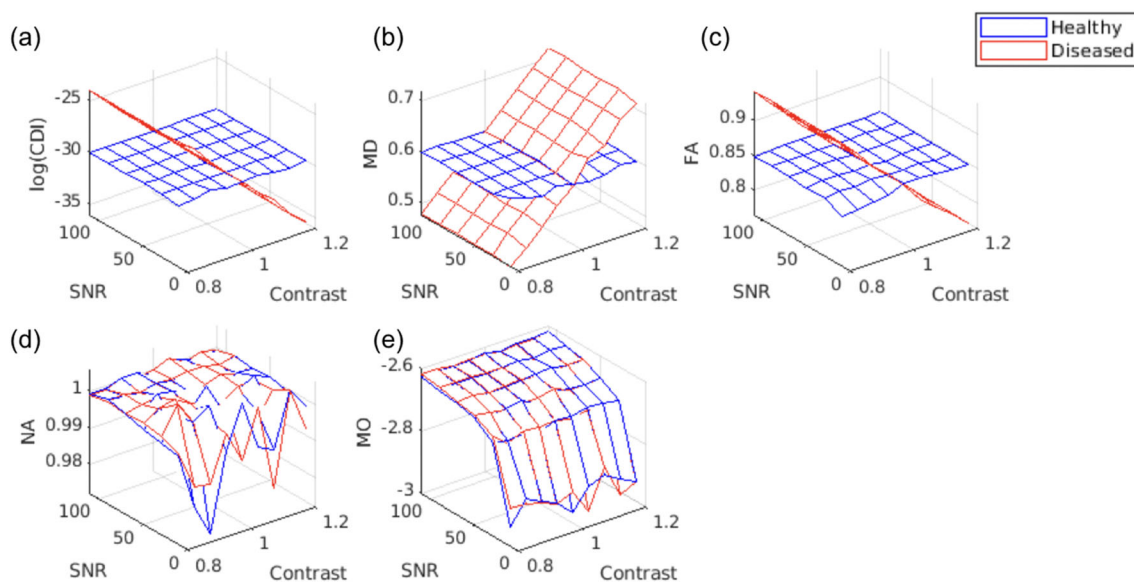 (a)
(b)
(c)
Healthy
Diseased
log(CDI)
-25
-30
-35
100
50
0
SNR
0.8
1
1.2
Contrast
MD
0.7
0.6
0.5
100
50
0
SNR
0.8
1
1.2
Contrast
FA
0.9
0.85
0.8
100
50
0
SNR
0.8
1
1.2
Contrast
(d)
(e)
NA
1
0.99
0.98
100
50
0
SNR
0.8
1
1.2
Contrast
MO
-2.6
-2.8
-3
100
50
0
SNR
0.8
1
1.2
Contrast